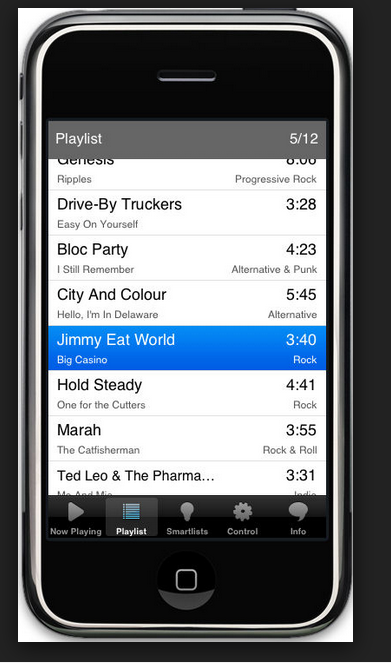 Playlist 5/12
Genesis 8:06
Ripples Progressive Rock
Drive-By Truckers 3:28
Easy On Yourself
Bloc Party 4:23
I Still Remember Alternative & Punk
City And Colour 5:45
Hello, I'm In Delaware Alternative
Jimmy Eat World 3:40
Big Casino Rock
Hold Steady 4:41
One for the Cutters Rock
Marah 3:55
The Catfisherman Rock & Roll
Ted Leo & The Pharma... 3:31
Me And Mia Indie
Now Playing Playlist Smartlists Control Info